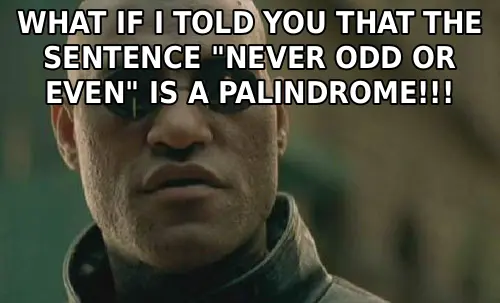 WHAT IF I TOLD YOU THAT THE
SENTENCE "NEVER ODD OR
EVEN" IS A PALINDROME!!!